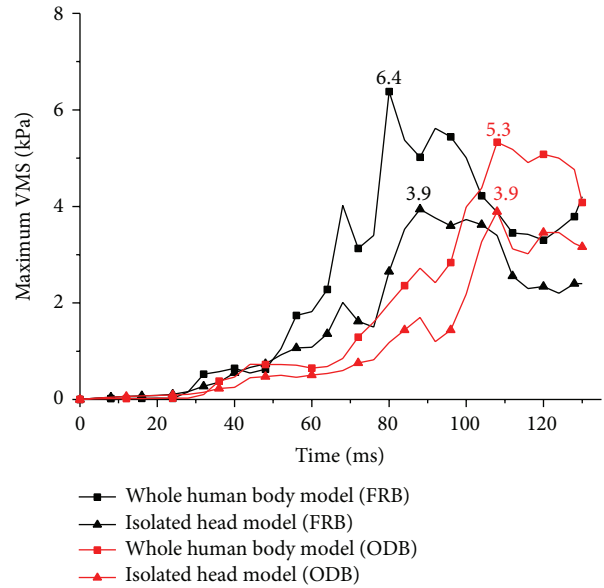 8
6.4
6
5.3
3.9
3.9
4
Maximum VMS (kPa)
2
0
0
20
40
60
80
100
120
Time (ms)
Whole human body model (FRB)
Isolated head model (FRB)
Whole human body model (ODB)
Isolated head model (ODB)